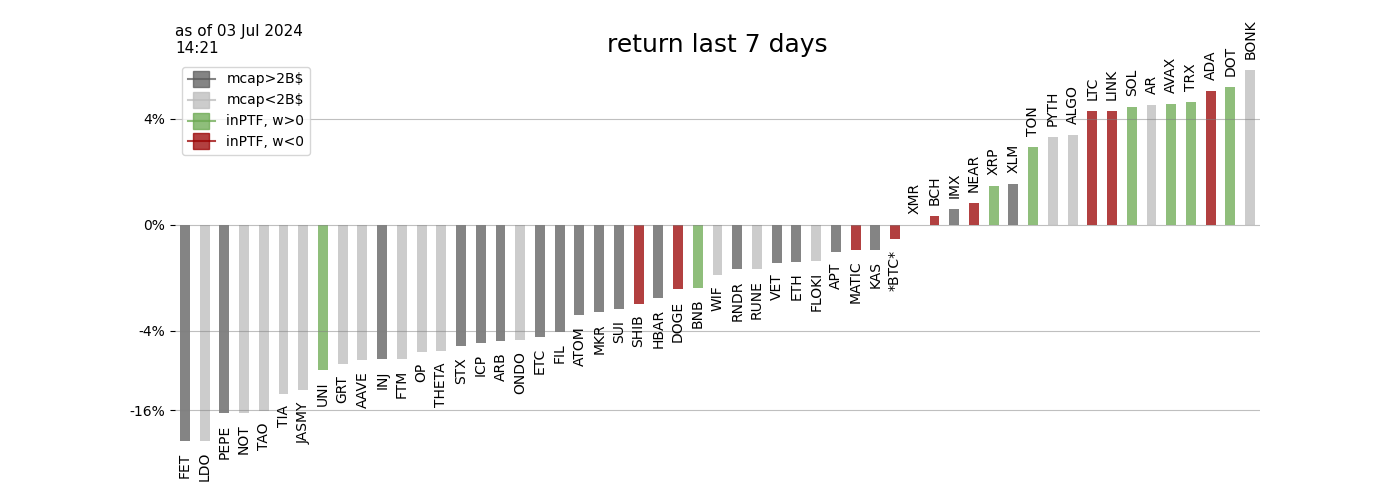 as of 03 Jul 2024
14:21
return last 7 days
mcap>2B$
mcap<2B$
inPTF, w>0
inPTF, w<0
4%
0%
-4%
-16%
FET
LDO
PEPE
NOT
TAO
TIA
JASMY
UNI
GRT
AAVE
INJ
FTM
OP
THETA
STX
ICP
ARB
ONDO
ETC
FIL
ATOM
MKR
SUI
SHIB
HBAR
DOGE
BNB
WIF
RNDR
RUNE
VET
ETH
FLOKI
APT
MATIC
KAS
*BTC*
XMR
BCH
IMX
NEAR
XRP
XLM
TON
PYTH
ALGO
LTC
LINK
SOL
AR
AVAX
TRX
ADA
DOT
BONK